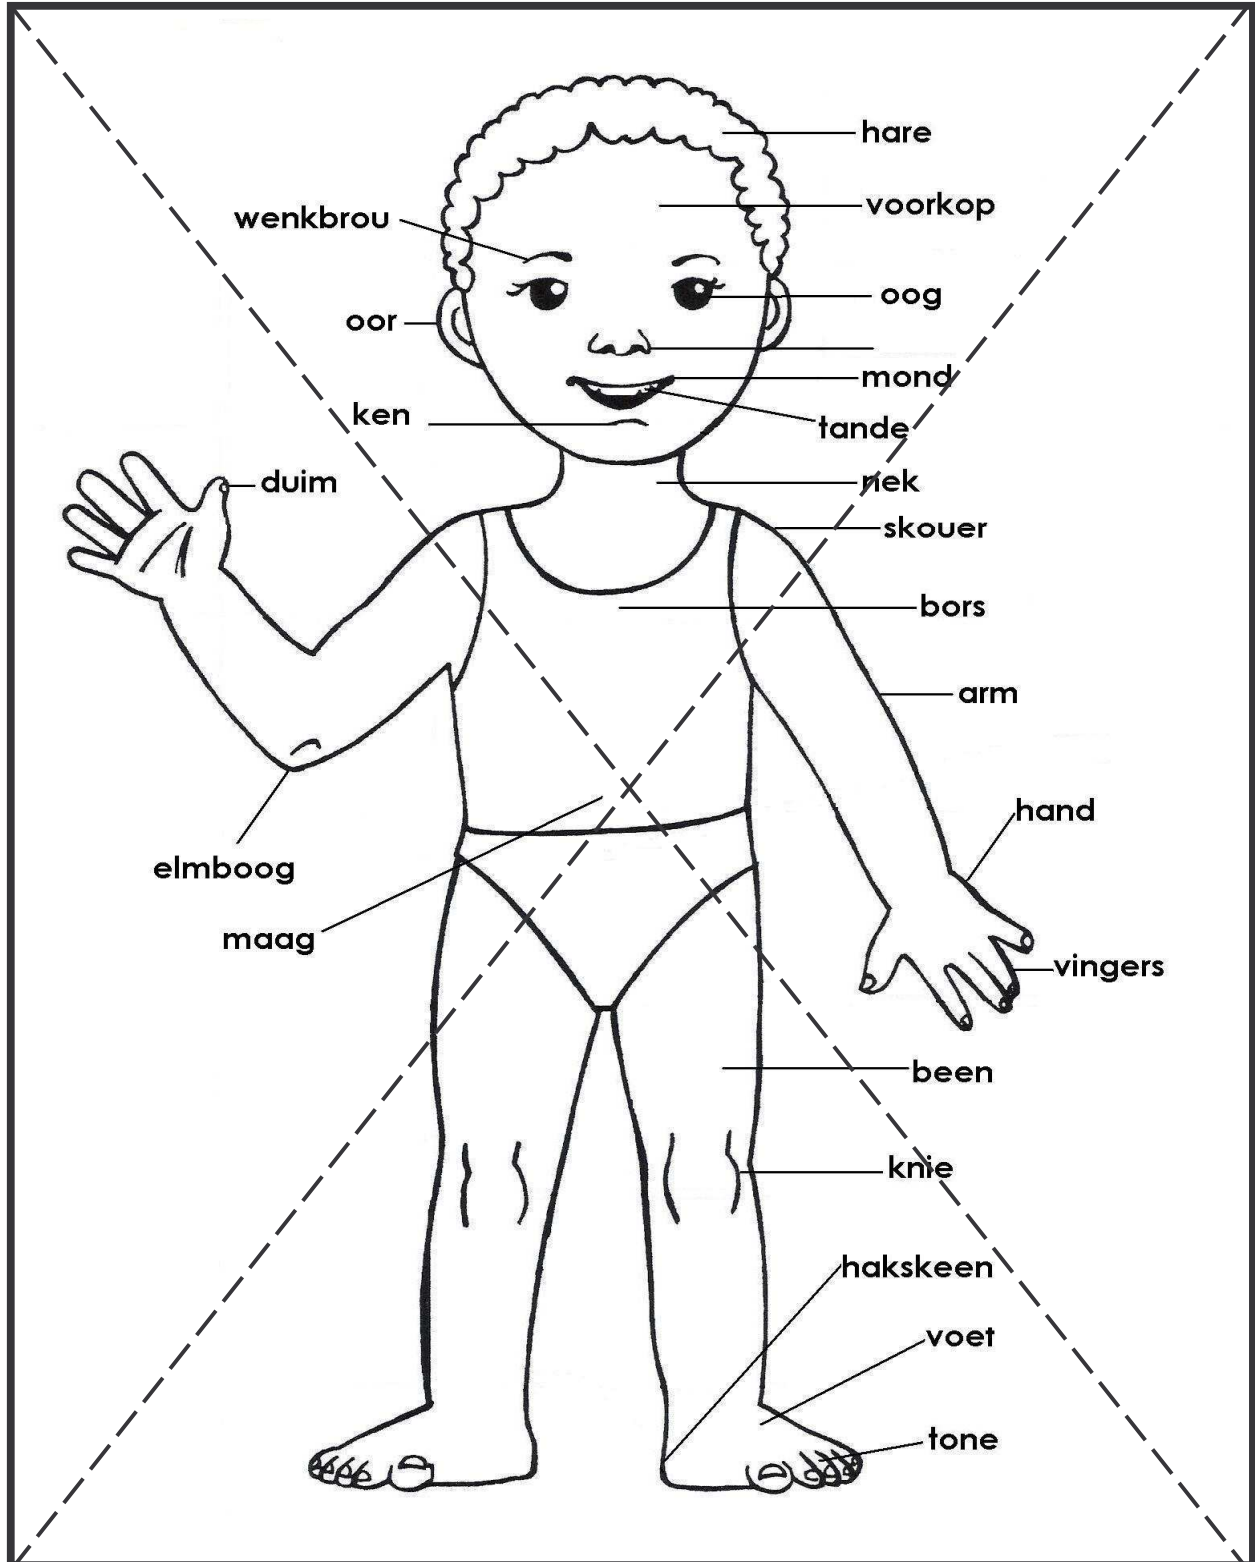 hare
voorkop
wenkbrou
oog
oor
mond
ken
tande
duim
nek
skouer
bors
arm
hand
elmboog
maag
vingers
been
knie
hakskeen
voet
tone